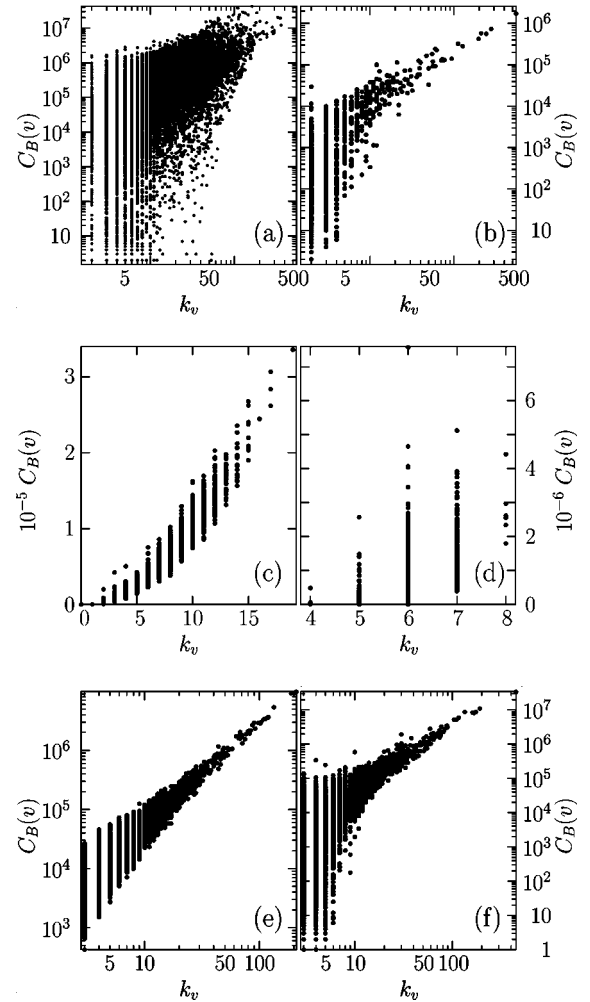 10^7
10^6
10^5
10^4
10^3
10^2
10
C_B(v)
(a)
5 50 500
k_v
10^6
10^5
10^4
10^3
10^2
10
C_B(v)
(b)
5 50 500
k_v
3
2
1
0
10^{-5} C_B(v)
(c)
0 5 10 15
k_v
6
4
2
0
10^{-6} C_B(v)
(d)
4 5 6 7 8
k_v
10^6
10^5
10^4
10^3
C_B(v)
(e)
5 10 50 100
k_v
10^7
10^6
10^5
10^4
10^3
10^2
10
1
C_B(v)
(f)
5 10 50 100
k_v